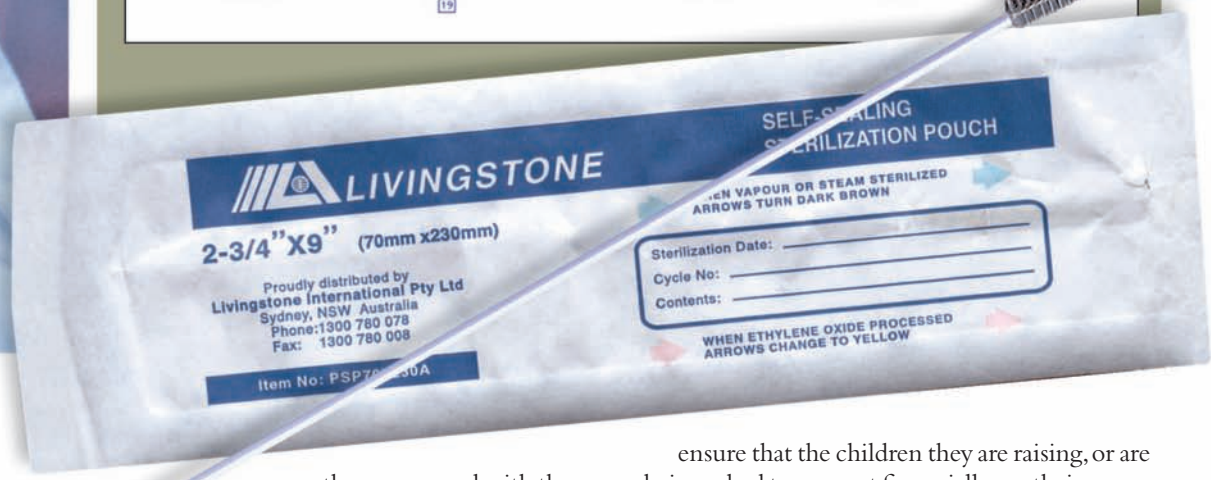 19
LIVINGSTONE
SELF-SEALING
STERILIZATION POUCH
2-3/4”X9” (70mm x230mm)
Proudly distributed by
Livingstone International Pty Ltd
Sydney, NSW Australia
Phone:1300 780 078
Fax: 1300 780 008
Item No:
VAPOUR OR STEAM STERILIZED
ARROWS TURN DARK BROWN
Sterilization Date:
Cycle No:
Contents:
WHEN ETHYLENE OXIDE PROCESSED
ARROWS CHANGE TO YELLOW
ensure that the children they are raising, or are